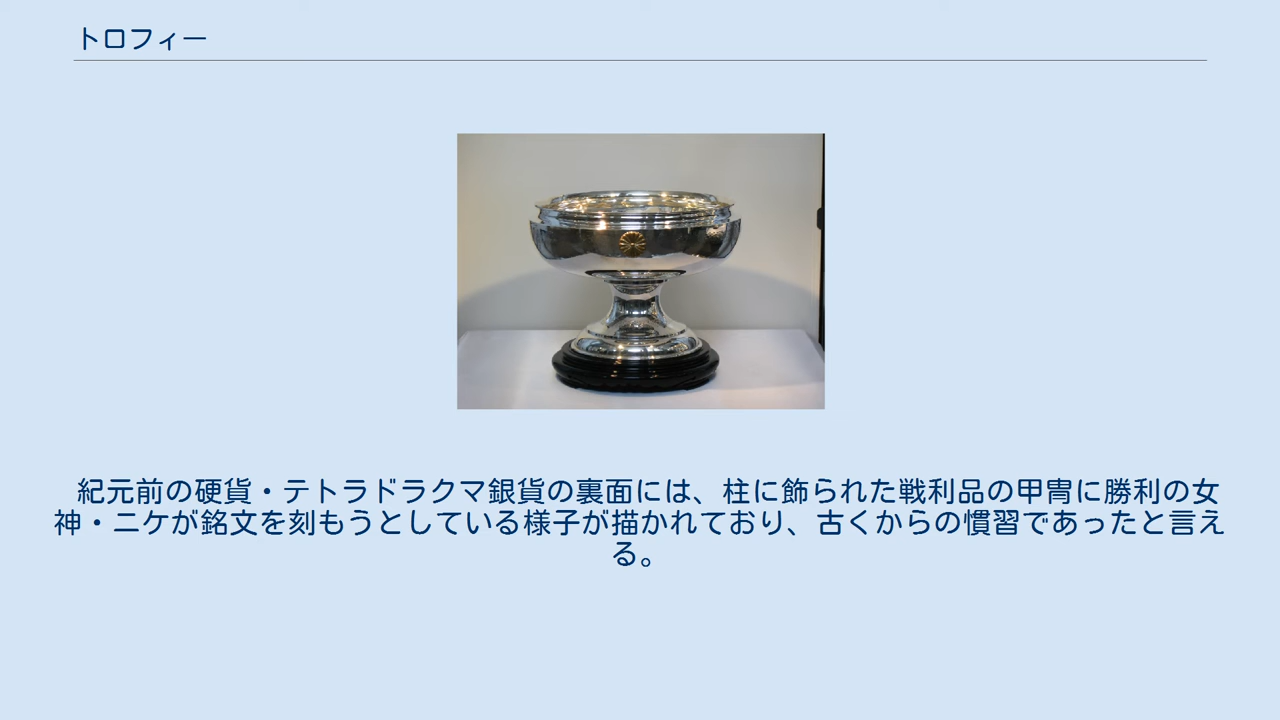 トロフィー
紀元前の硬貨・テトラドラクマ銀貨の裏面には、柱に飾られた戦利品の甲冑に勝利の女
神・ニケが銘文を刻もうとしている様子が描かれており、古くからの慣習であったと言え
る。